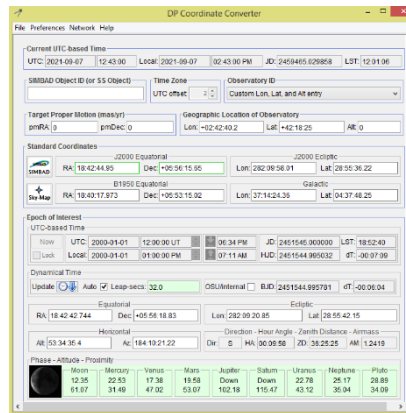 DP Coordinate Converter
File Preferences Network Help
Current UTC-based Time
UTC: 2021-09-07 12:43:00 Local: 2021-09-07 02:43:00 PM JD: 2459465.029858 LST: 12:01:06
SIMBAD Object ID (or SS Object) Time Zone Observatory ID
UTC offset: 2 Custom Lon, Lat, and Alt entry
Target Proper Motion (mas/yr) Geographic Location of Observatory
pmRA: 0 pmDec: 0 Lon: +02:42:40.2 Lat: +42:18:25 Alt: 0
Standard Coordinates
J2000 Equatorial J2000 Ecliptic
SIMBAD RA: 18:42:44.95 Dec: +05:56:15.65 Lon: 282:09:58.01 Lat: 28:55:36.22
B1950 Equatorial Galactic
Sky-Map RA: 18:40:17.973 Dec: +05:53:15.02 Lon: 37:14:24.36 Lat: 04:37:48.25
Epoch of Interest
UTC-based Time
Now UTC: 2000-01-01 12:00:00 UT 06:34 PM JD: 2451545.000000 LST: 18:52:40
Lock Local: 2000-01-01 01:00:00 PM 07:11 AM HJD: 2451544.995032 dT: -00:07:09
Dynamical Time
Update Auto Leap-secs: 32.0 OSU/internal BJD: 2451544.995781 dT: -00:06:04
Equatorial Ecliptic
RA: 18:42:42.744 Dec: +05:56:18.83 Lon: 282:09:20.85 Lat: 28:55:42.15
Horizontal Direction - Hour Angle - Zenith Distance - Airmass
Alt: 53:34:35.4 Az: 184:10:21.22 Dir: S HA: 00:09:58 ZD: 36:25:25 AM: 1.2419
Phase - Altitude - Proximity
Moon Mercury Venus Mars Jupiter Saturn Uranus Neptune Pluto
12.35 22.53 17.38 19.58 Down Down 22.78 25.17 28.89
61.07 31.49 47.02 53.07 102.18 115.47 43.12 35.04 34.09